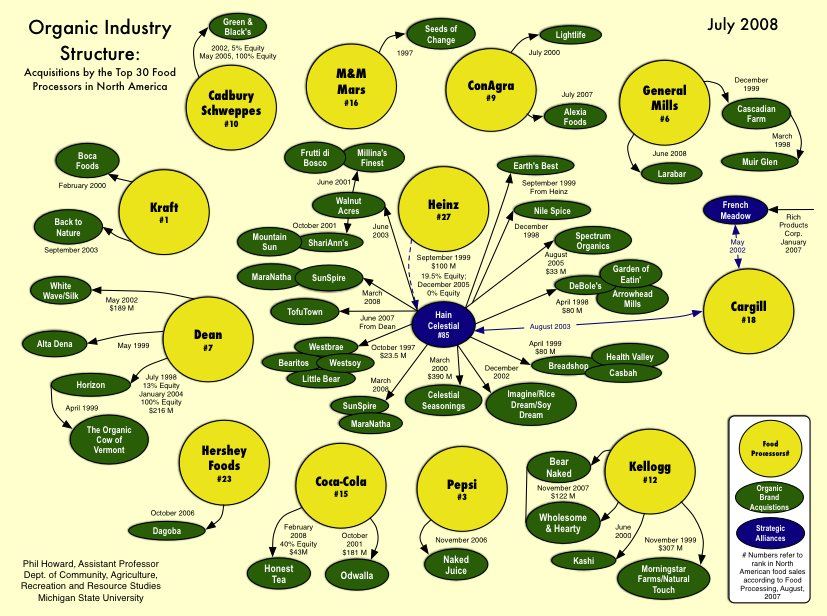 Organic Industry
Structure:
Acquisitions by the Top 30 Food
Processors in North America
July 2008
Green &
Black's
2002, 5% Equity
May 2005, 100% Equity
Cadbury
Schweppes
#10
M&M
Mars
#16
Seeds of
Change
1997
ConAgra
#9
Lightlife
July 2000
July 2007
Alexia
Foods
General
Mills
#6
December
1999
Cascadian
Farm
March
1998
Muir Glen
June 2008
Larabar
Boca
Foods
February 2000
Kraft
#1
Back to
Nature
September 2003
Frutti di
Bosco
Millina's
Finest
June 2001
Walnut
Acres
October 2001
Mountain
Sun
ShariAnn's
June
2003
Heinz
#27
September 1999
$100 M
19.5% Equity;
December 2005
0% Equity
Earth's Best
September 1999
From Heinz
Nile Spice
December
1998
Spectrum
Organics
August
2005
$33 M
Garden of
Eatin'
DeBole's
Arrowhead
Mills
April 1998
$80 M
French
Meadow
Rich
Products
Corp.
January
2007
May
2002
Cargill
#18
MaraNatha
SunSpire
March
2008
TofuTown
June 2007
From Dean
Hain
Celestial
#85
August 2003
White
Wave/Silk
May 2002
$189 M
Dean
#7
Alta Dena
May 1999
Horizon
July 1998
13% Equity
January 2004
100% Equity
$216 M
April 1999
The Organic
Cow of
Vermont
Westbrae
Bearitos
Westsoy
Little Bear
October 1997
$23.5 M
March
2008
SunSpire
MaraNatha
March
2000
$390 M
Celestial
Seasonings
December
2002
Imagine/Rice
Dream/Soy
Dream
April 1999
$80 M
Breadshop
Health Valley
Casbah
Hershey
Foods
#23
October 2006
Dagoba
Coca-Cola
#15
February
2008
40% Equity
$43M
Honest
Tea
October
2001
$181 M
Odwalla
Pepsi
#3
November 2006
Naked
Juice
Kellogg
#12
Bear
Naked
November 2007
$122 M
Wholesome
& Hearty
June
2000
Kashi
November 1999
$307 M
Morningstar
Farms/Natural
Touch
Food
Processors#
Organic
Brand
Acquistions
Strategic
Alliances
# Numbers refer to
rank in North
American food sales
according to Food
Processing, August,
2007
Phil Howard, Assistant Professor
Dept. of Community, Agriculture,
Recreation and Resource Studies
Michigan State University